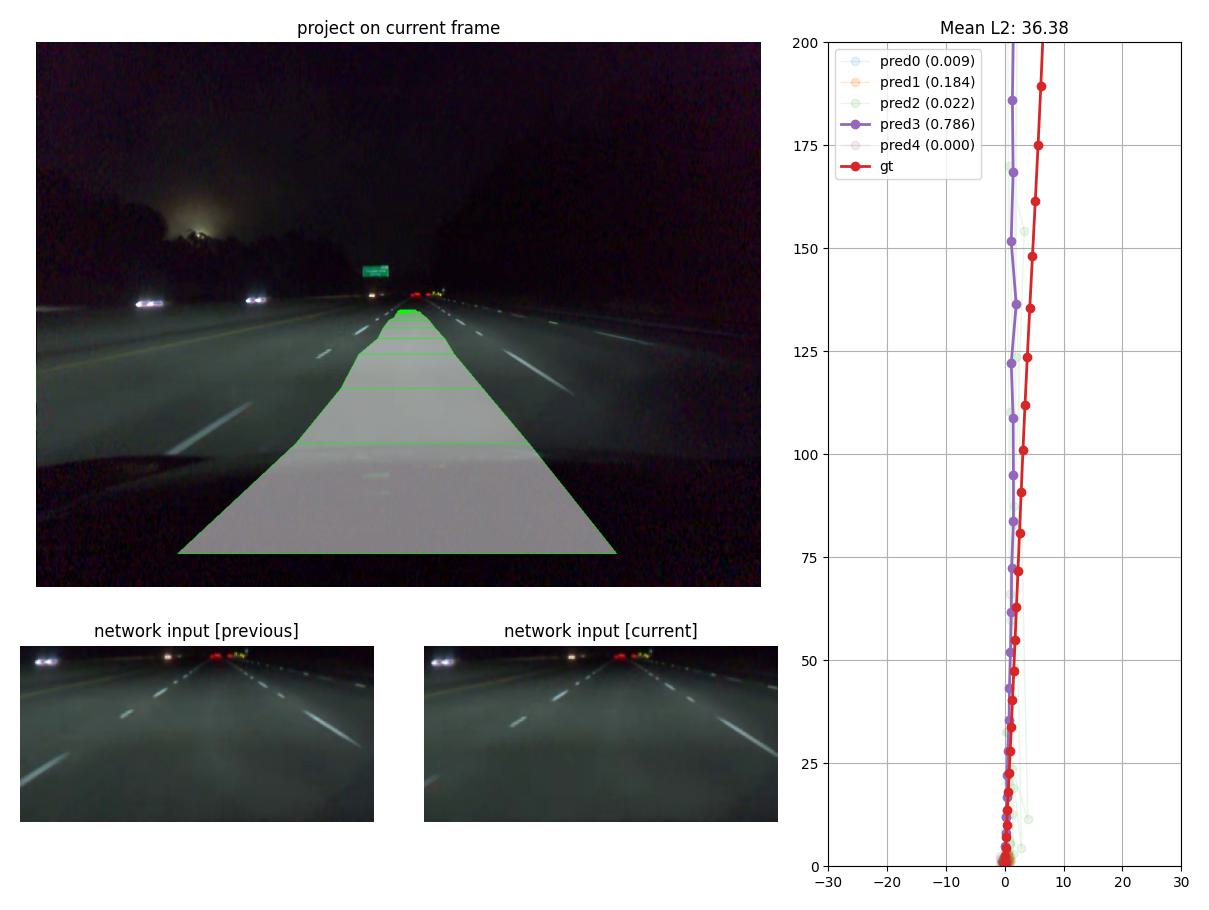 project on current frame
Mean L2: 36.38
200
175
150
125
100
75
50
25
0
−30
−20
−10
0
10
20
30
pred0 (0.009)
pred1 (0.184)
pred2 (0.022)
pred3 (0.786)
pred4 (0.000)
gt
network input [previous]
network input [current]